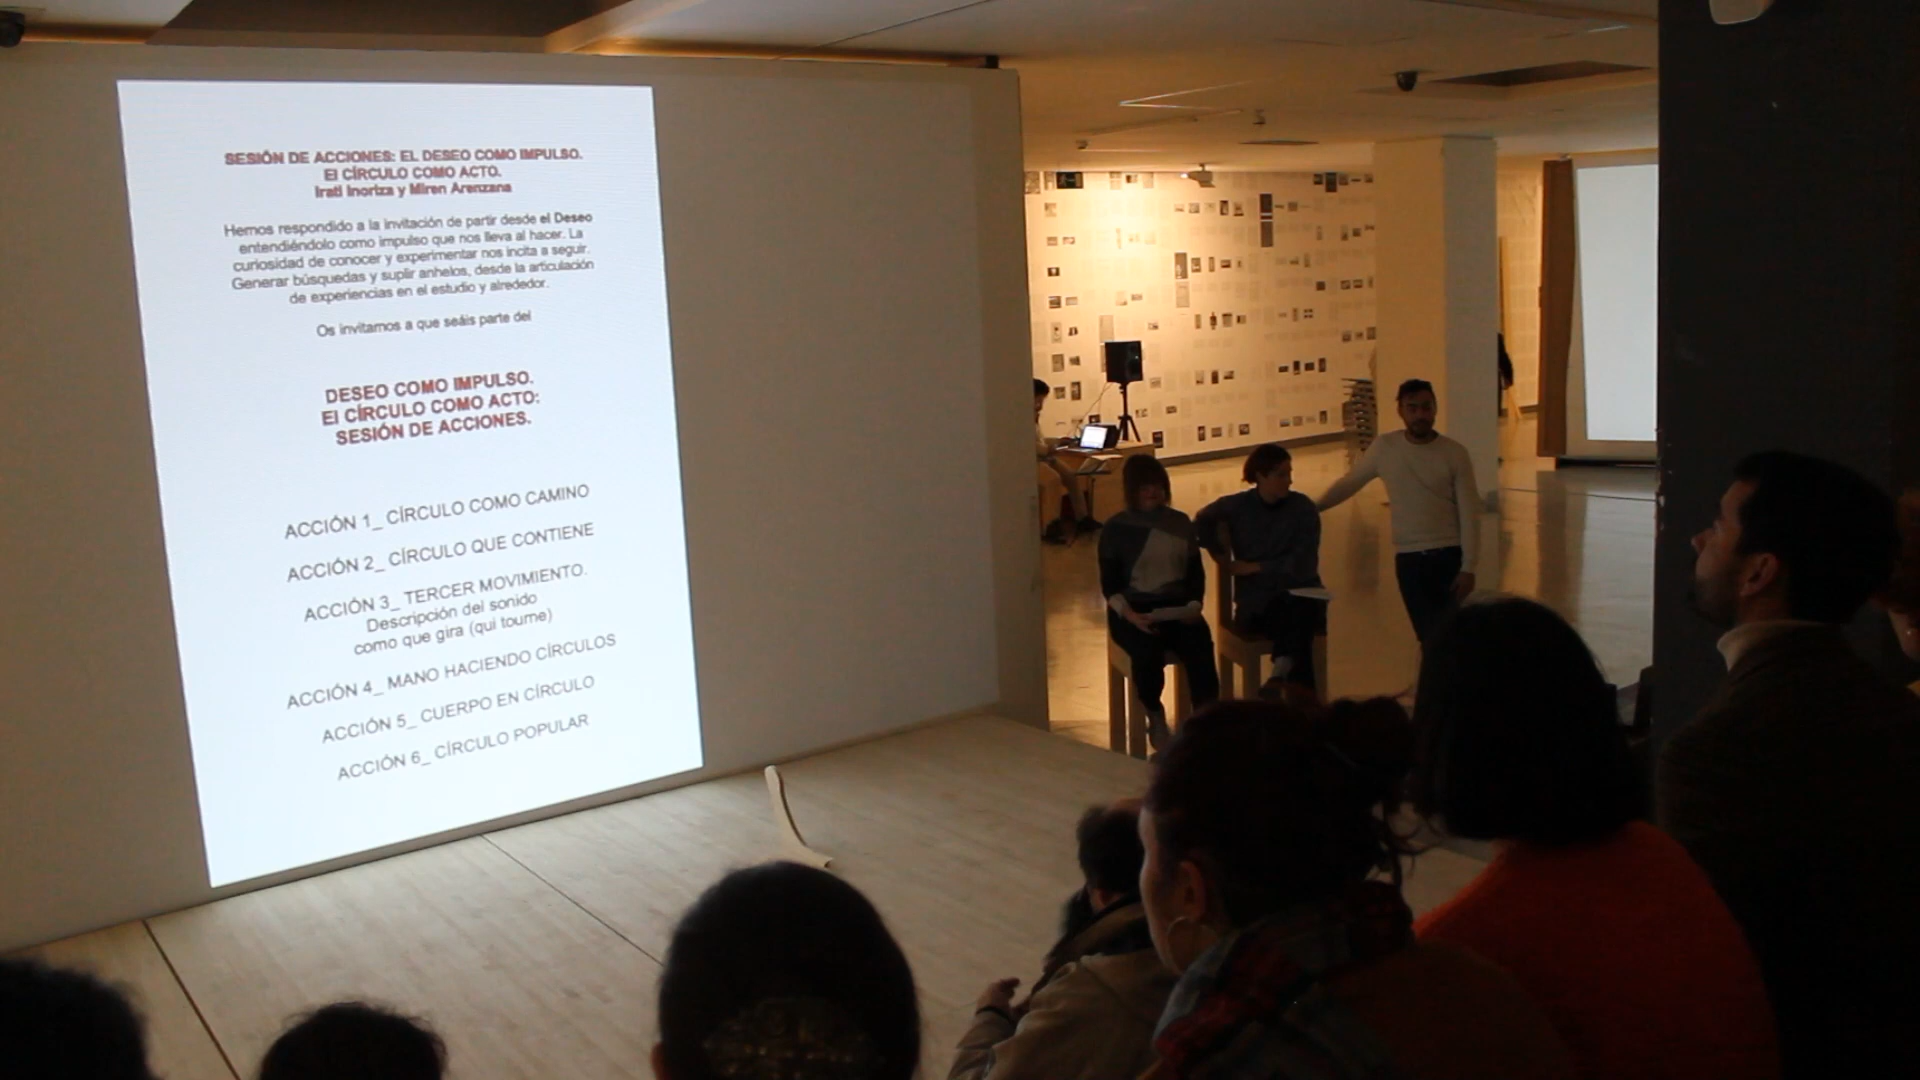 SESIÓN DE ACCIONES: EL DESEO COMO IMPULSO.
El CÍRCULO COMO ACTO.
Irati Inoriza y Miren Arenzana
Hemos respondido a la invitación de partir desde el Deseo
entendiéndolo como impulso que nos lleva al hacer. La
curiosidad de conocer y experimentar nos incita a seguir.
Generar búsquedas y suplir anhelos, desde la articulación
de experiencias en el estudio y alrededor.
Os invitamos a que seáis parte del
DESEO COMO IMPULSO.
El CÍRCULO COMO ACTO:
SESIÓN DE ACCIONES.
ACCIÓN 1_ CÍRCULO COMO CAMINO
ACCIÓN 2_ CÍRCULO QUE CONTIENE
ACCIÓN 3_ TERCER MOVIMIENTO.
Descripción del sonido
como que gira (qui tourne)
ACCIÓN 4_ MANO HACIENDO CÍRCULOS
ACCIÓN 5_ CUERPO EN CÍRCULO
ACCIÓN 6_ CÍRCULO POPULAR